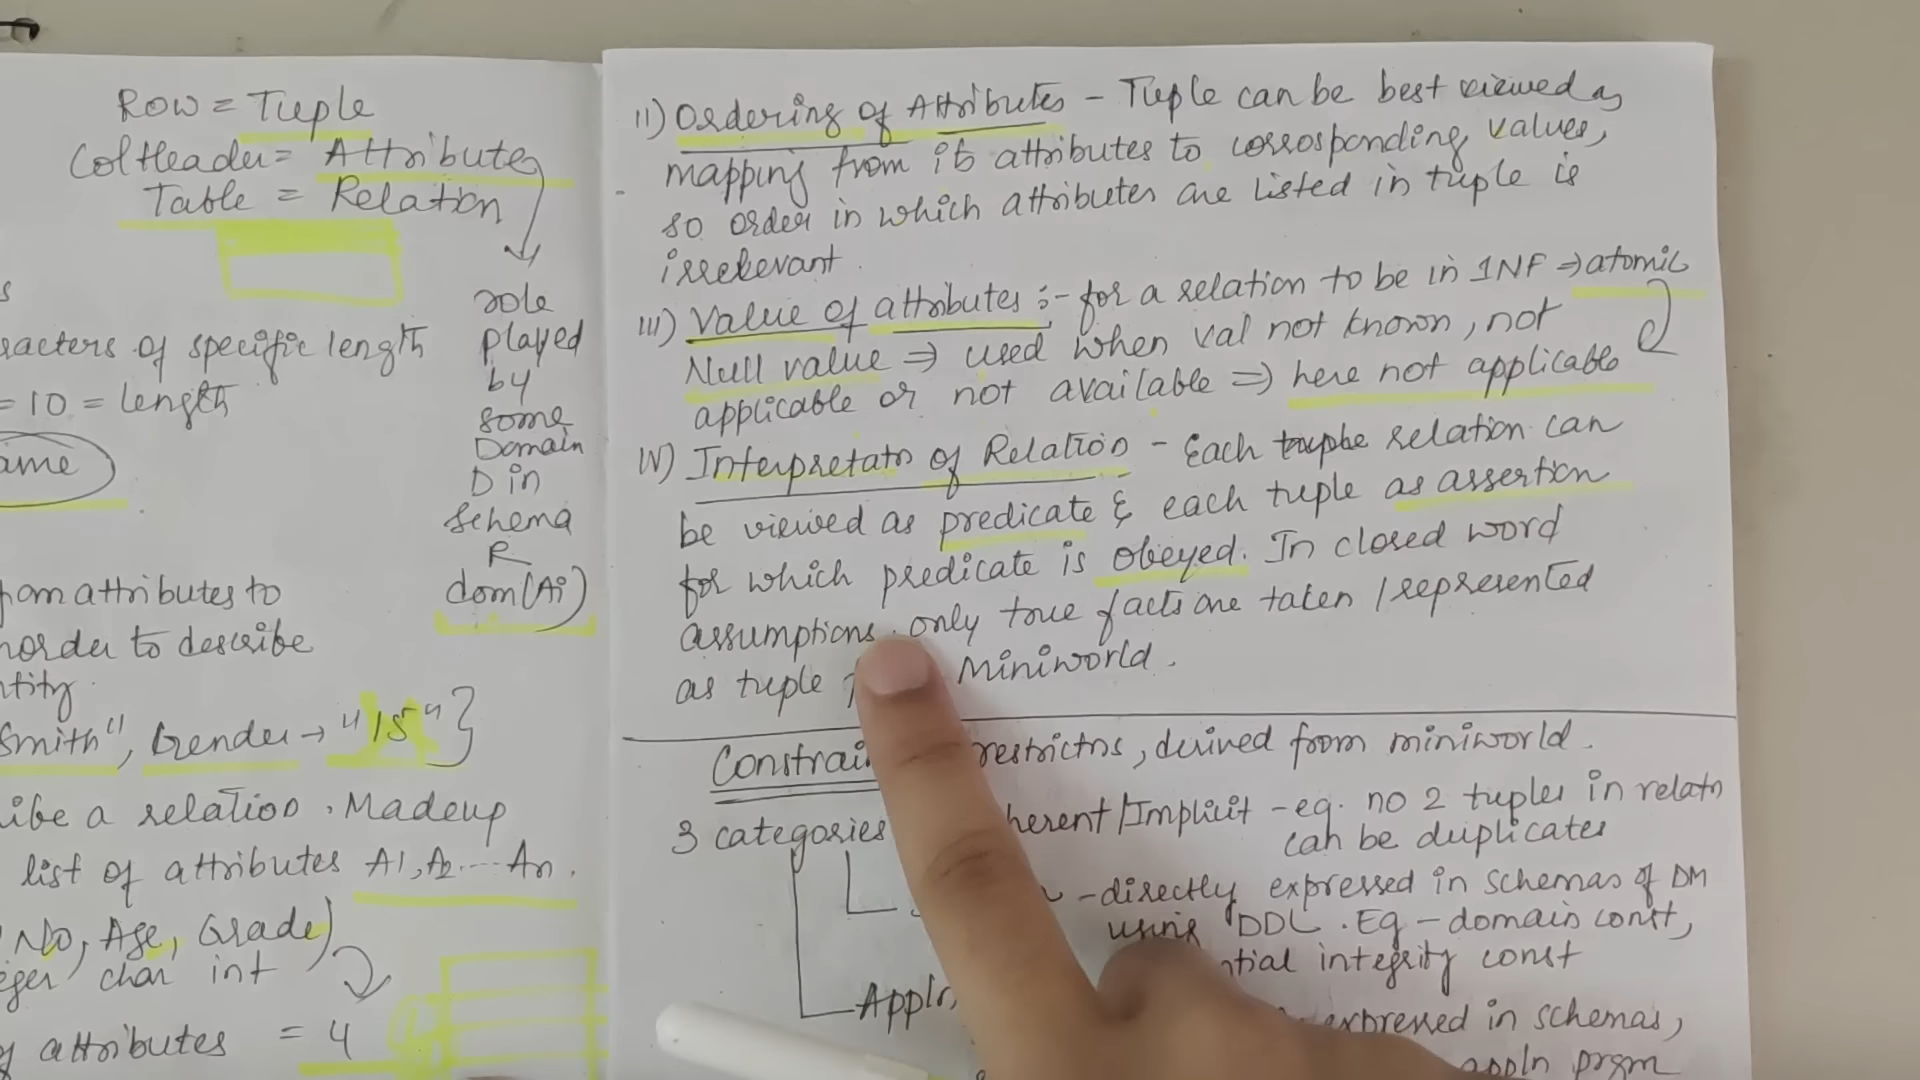 Row = Tuple
Col Header = Attributes
Table = Relation
role
played
by
some
Domain
D in
Schema
R
dom(Ai)
s
racters of specific length
= 10 = length
ame
rom attributes to
norder to describe
ntity.
Smith", Gender → "15"}
ibe a relation. Madeup
list of attributes A1, A2 ... An.
No, Age, Grade)
eger char int
attributes = 4
II) Ordering of Attributes - Tuple can be best viewed as
mapping from its attributes to corrosponding values,
so order in which attributes are listed in tuple is
irrelevant.
III) Value of attributes :- for a relation to be in 1NF ⇒ atomic
Null value ⇒ used when val not known, not
applicable or not available ⇒ here not applicable
IV) Interpretatn of Relation - Each relation can
be viewed as predicate & each tuple as assertion
for which predicate is obeyed. In closed word
assumptions. only true facts are taken / represented
as tuple Miniworld.
Constrai restrictns, derived from miniworld.
3 categories herent/Implicit - eg. no 2 tuples in relatn
can be duplicates
- directly expressed in schemas of DM
using DDL. Eg - domain const,
ntial integrity const
Appln. expressed in schemas,
appln prgm